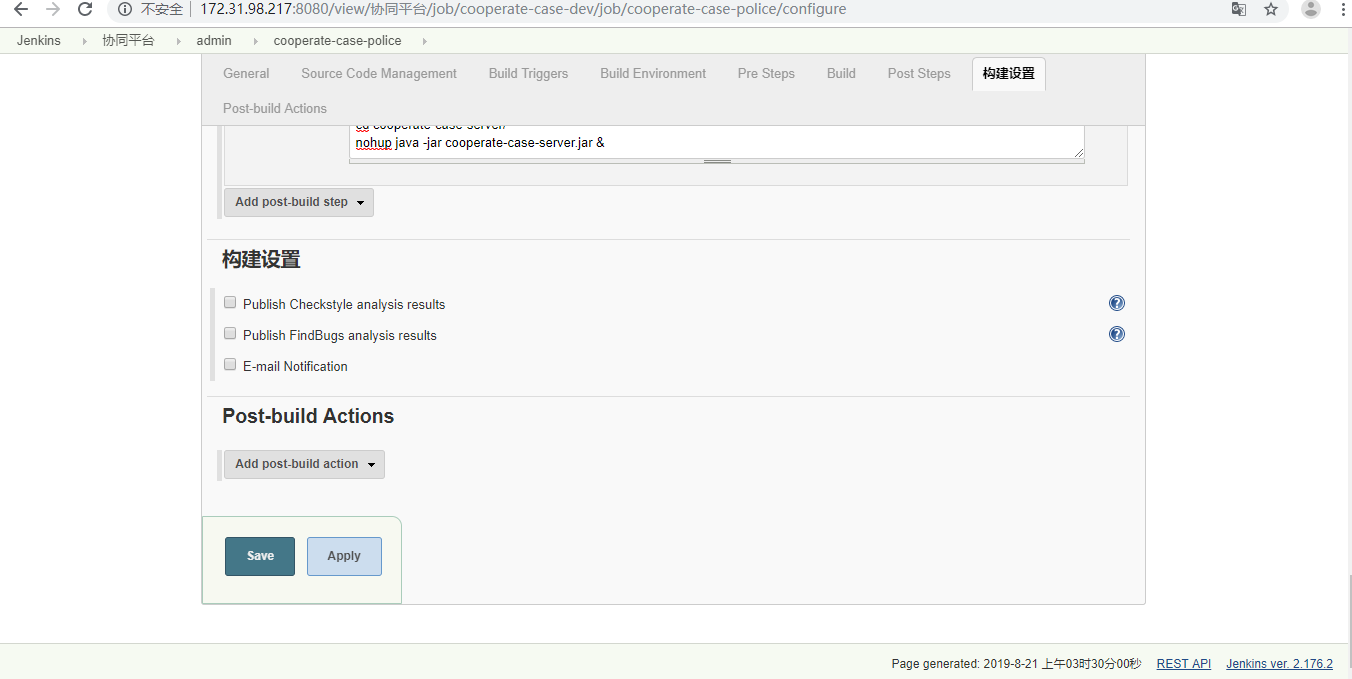 不安全 172.31.98.217:8080/view/协同平台/job/cooperate-case-dev/job/cooperate-case-police/configure
Jenkins 协同平台 admin cooperate-case-police
General Source Code Management Build Triggers Build Environment Pre Steps Build Post Steps 构建设置
Post-build Actions
cd cooperate-case-server/
nohup java -jar cooperate-case-server.jar &
Add post-build step
构建设置
Publish Checkstyle analysis results
Publish FindBugs analysis results
E-mail Notification
Post-build Actions
Add post-build action
Save Apply
Page generated: 2019-8-21 上午03时30分00秒 REST API Jenkins ver. 2.176.2